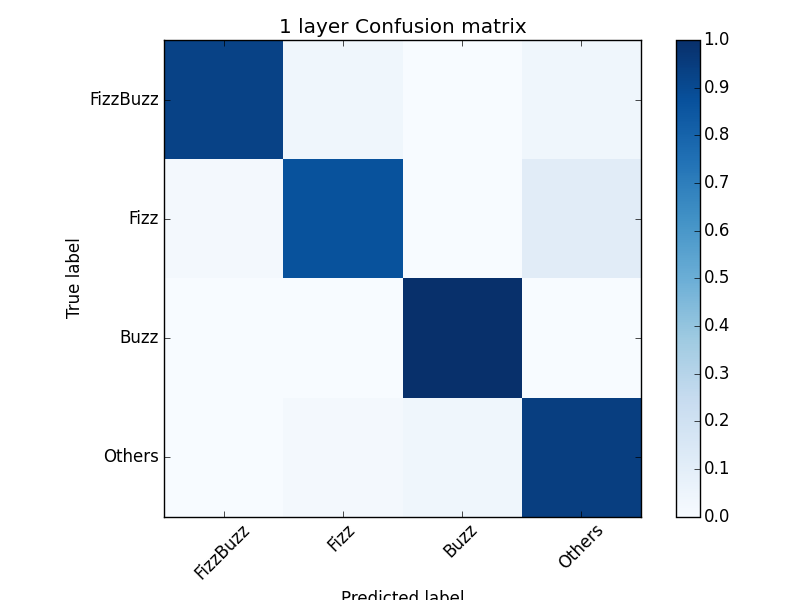 1 layer Confusion matrix
True label
FizzBuzz
Fizz
Buzz
Others
FizzBuzz
Fizz
Buzz
Others
Predicted label
1.0
0.9
0.8
0.7
0.6
0.5
0.4
0.3
0.2
0.1
0.0